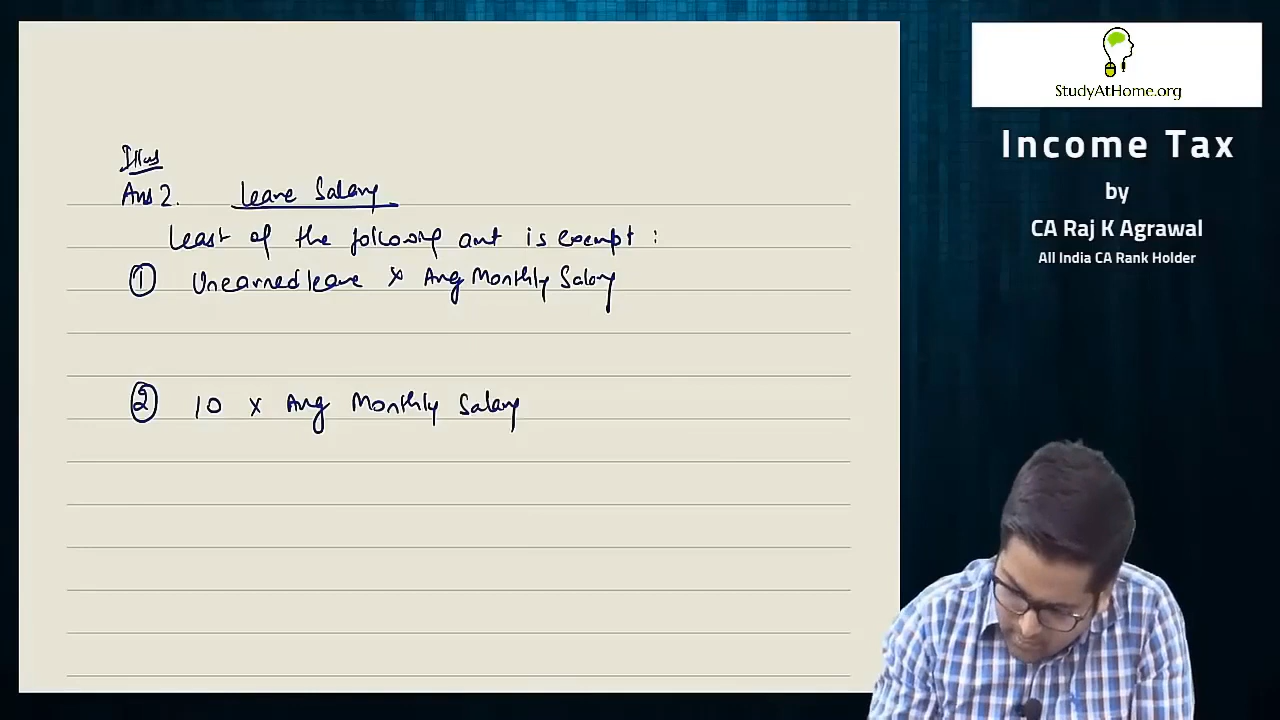 Illus
Ans 2. Leave Salary
Least of the following amt is exempt :
① Unearned leave × Avg Monthly Salary
② 10 × Avg Monthly Salary
StudyAtHome.org
Income Tax
by
CA Raj K Agrawal
All India CA Rank Holder